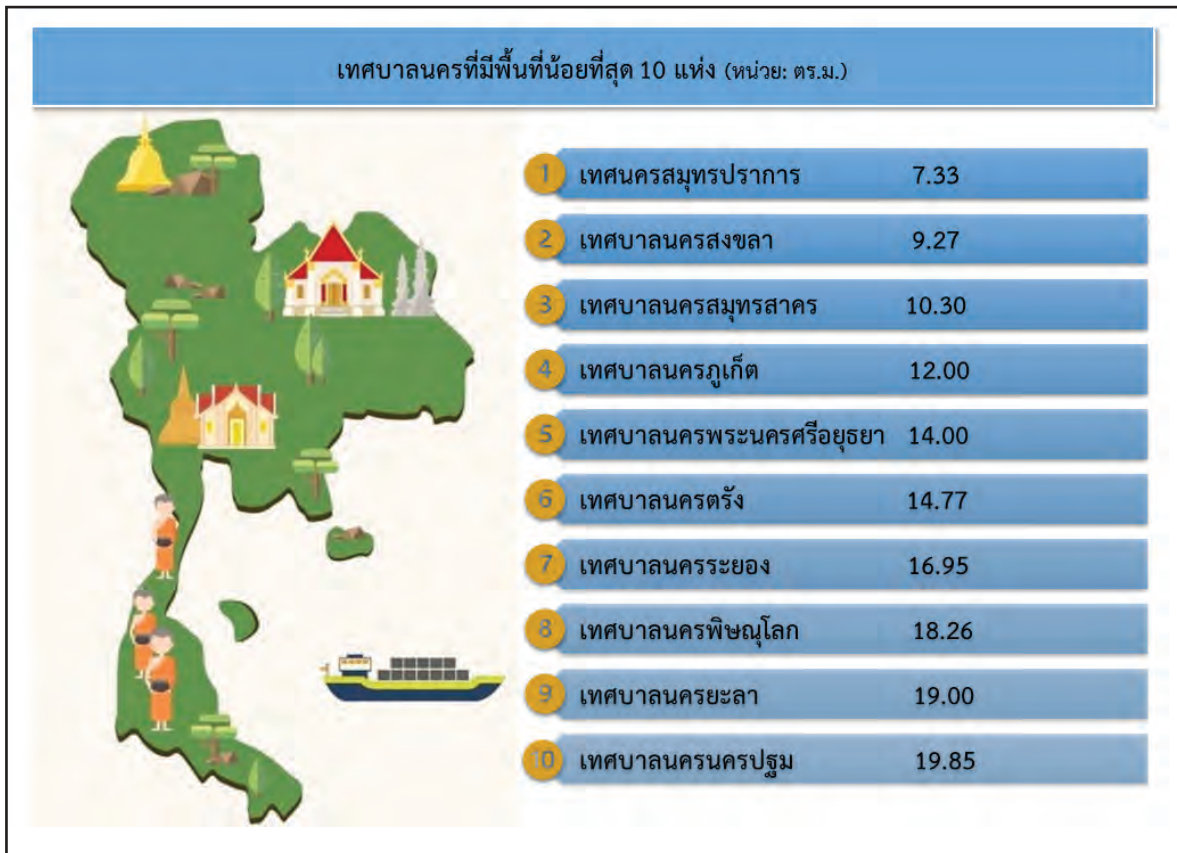 เทศบาลนครที่มีพื้นที่น้อยที่สุด 10 แห่ง (หน่วย: ตร.ม.)
1 เทศนครสมุทรปราการ 7.33
2 เทศบาลนครสงขลา 9.27
3 เทศบาลนครสมุทรสาคร 10.30
4 เทศบาลนครภูเก็ต 12.00
5 เทศบาลนครพระนครศรีอยุธยา 14.00
6 เทศบาลนครตรัง 14.77
7 เทศบาลนครระยอง 16.95
8 เทศบาลนครพิษณุโลก 18.26
9 เทศบาลนครยะลา 19.00
10 เทศบาลนครนครปฐม 19.85